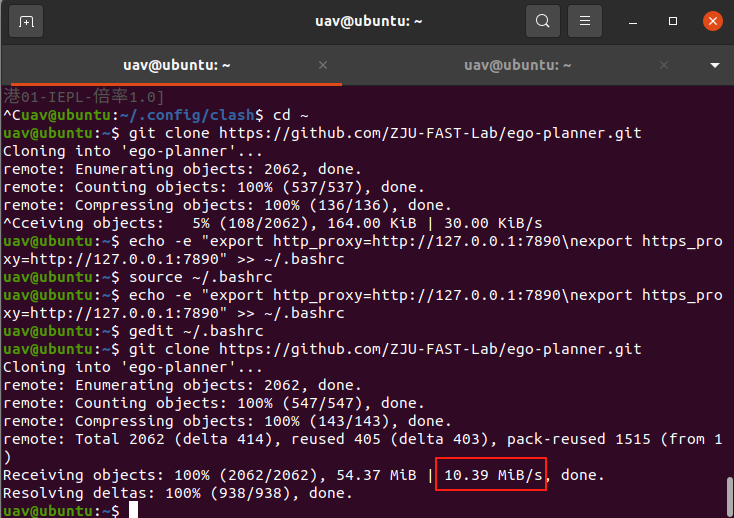 uav@ubuntu: ~
uav@ubuntu: ~
uav@ubuntu: ~
港01-IEPL-倍率1.0]
^Cuav@ubuntu:~/.config/clash$ cd ~
uav@ubuntu:~$ git clone https://github.com/ZJU-FAST-Lab/ego-planner.git
Cloning into 'ego-planner'...
remote: Enumerating objects: 2062, done.
remote: Counting objects: 100% (537/537), done.
remote: Compressing objects: 100% (136/136), done.
^Cceiving objects:   5% (108/2062), 164.00 KiB | 30.00 KiB/s
uav@ubuntu:~$ echo -e "export http_proxy=http://127.0.0.1:7890\nexport https_pro
xy=http://127.0.0.1:7890" >> ~/.bashrc
uav@ubuntu:~$ source ~/.bashrc
uav@ubuntu:~$ echo -e "export http_proxy=http://127.0.0.1:7890\nexport https_pro
xy=http://127.0.0.1:7890" >> ~/.bashrc
uav@ubuntu:~$ gedit ~/.bashrc
uav@ubuntu:~$ git clone https://github.com/ZJU-FAST-Lab/ego-planner.git
Cloning into 'ego-planner'...
remote: Enumerating objects: 2062, done.
remote: Counting objects: 100% (547/547), done.
remote: Compressing objects: 100% (143/143), done.
remote: Total 2062 (delta 414), reused 405 (delta 403), pack-reused 1515 (from 1
)
Receiving objects: 100% (2062/2062), 54.37 MiB | 10.39 MiB/s, done.
Resolving deltas: 100% (938/938), done.
uav@ubuntu:~$